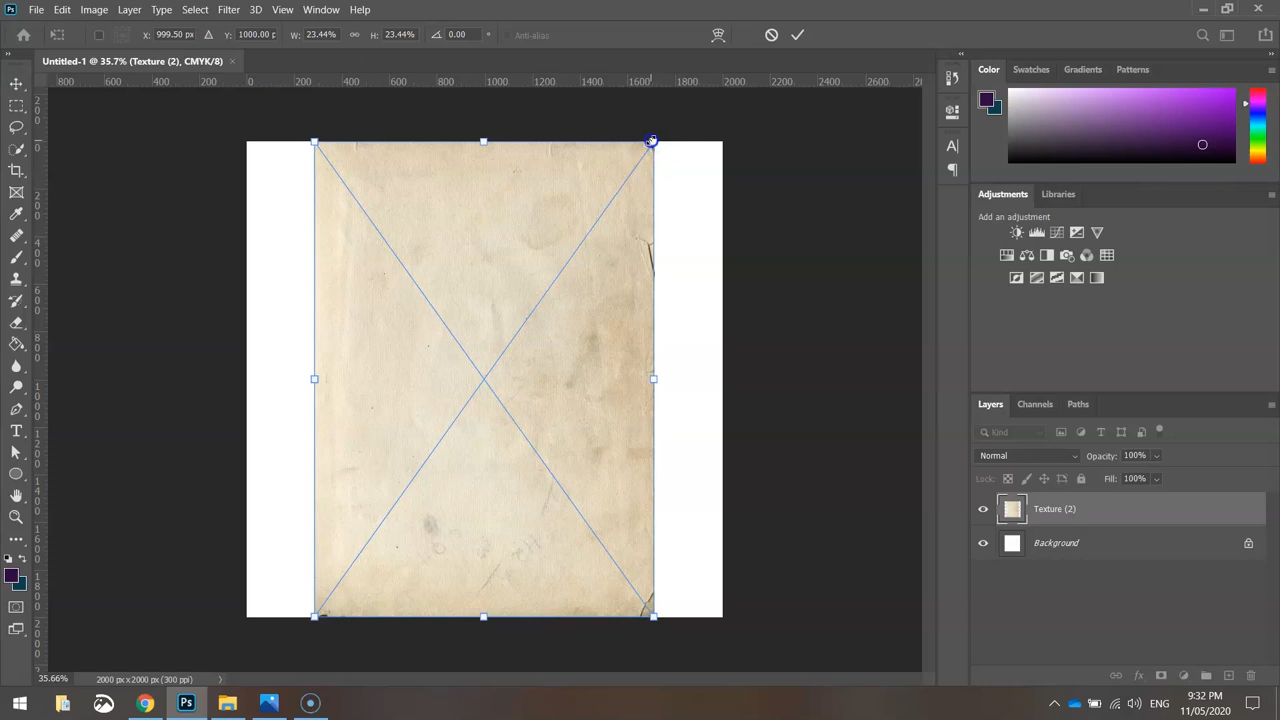 Ps File Edit Image Layer Type Select Filter 3D View Window Help
X: 999.50 px Y: 1000.00 p W: 23.44% H: 23.44% 0.00 ° Anti-alias
Untitled-1 @ 35.7% (Texture (2), CMYK/8) ×
800 600 400 200 0 200 400 600 800 1000 1200 1400 1600 1800 2000 2200 2400 2600
Color Swatches Gradients Patterns
Adjustments Libraries
Add an adjustment
Layers Channels Paths
Kind
Normal Opacity: 100%
Lock: Fill: 100%
Texture (2)
Background
35.66% 2000 px x 2000 px (300 ppi)
Ps ENG 9:32 PM
11/05/2020